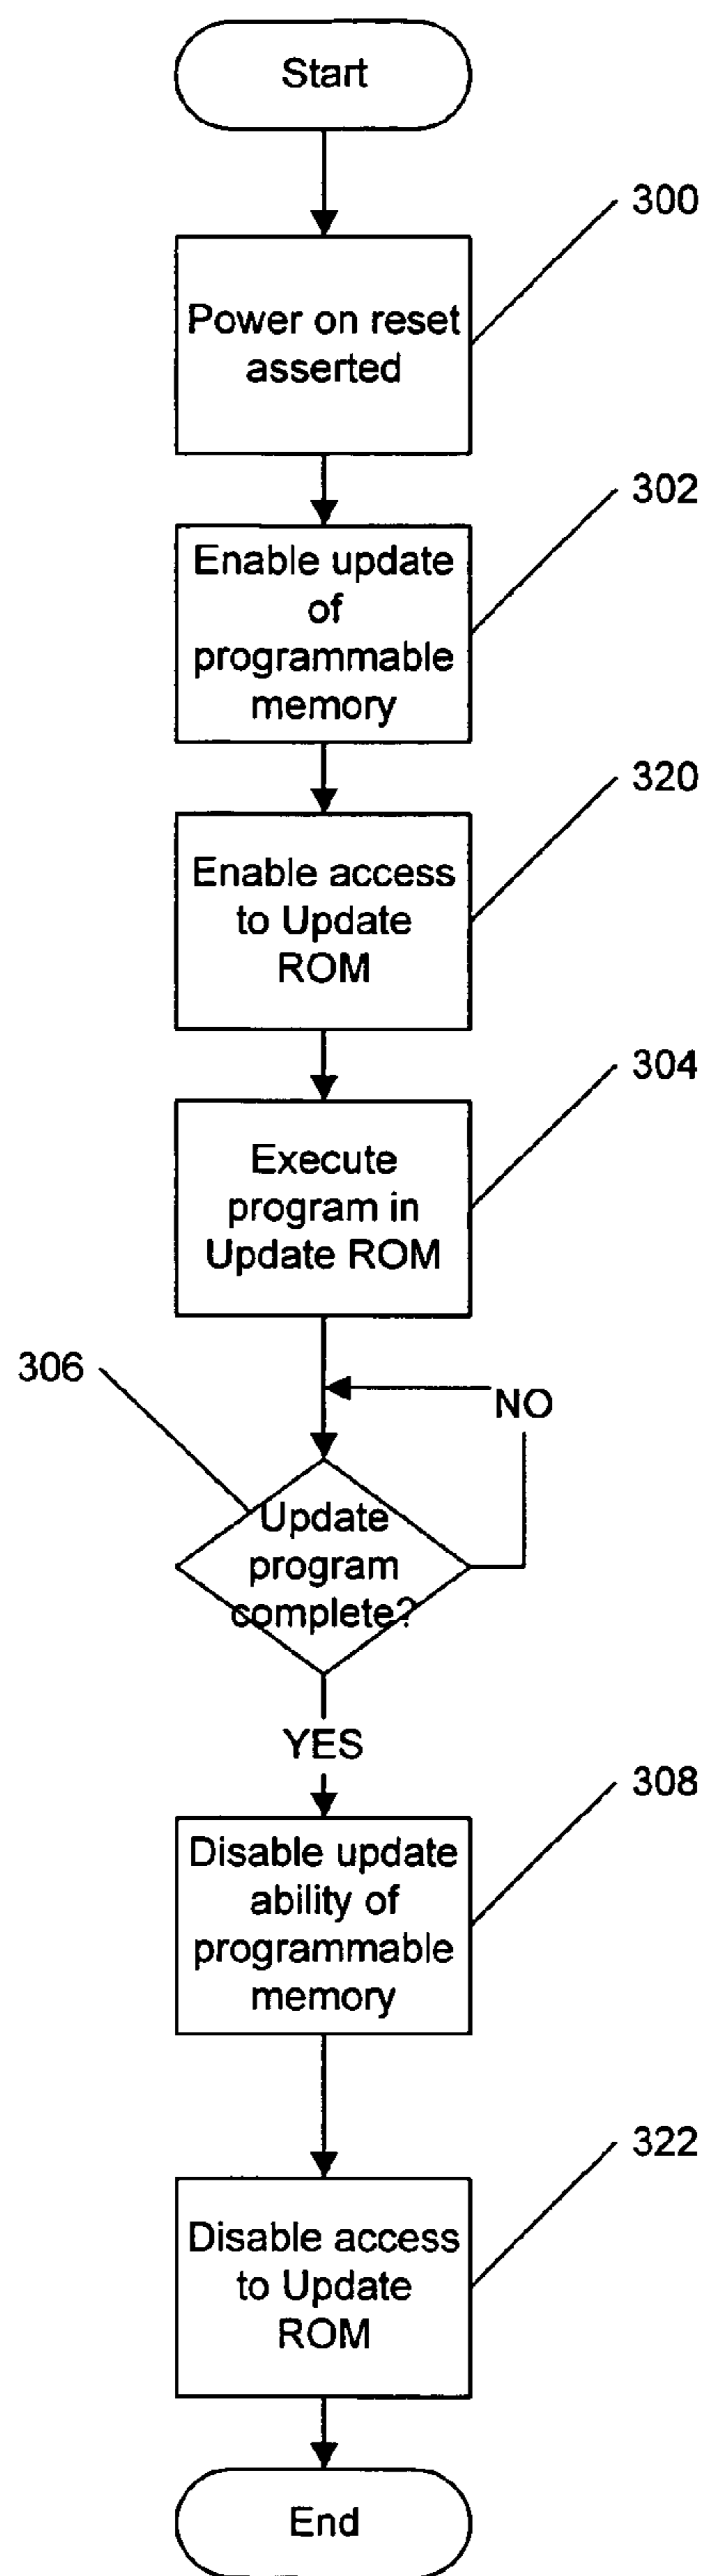 Start
300
Power on reset
asserted
302
Enable update
of
programmable
memory
320
Enable access
to Update
ROM
304
Execute
program in
Update ROM
306
NO
Update
program
complete?
YES
308
Disable update
ability of
programmable
memory
322
Disable access
to Update
ROM
End